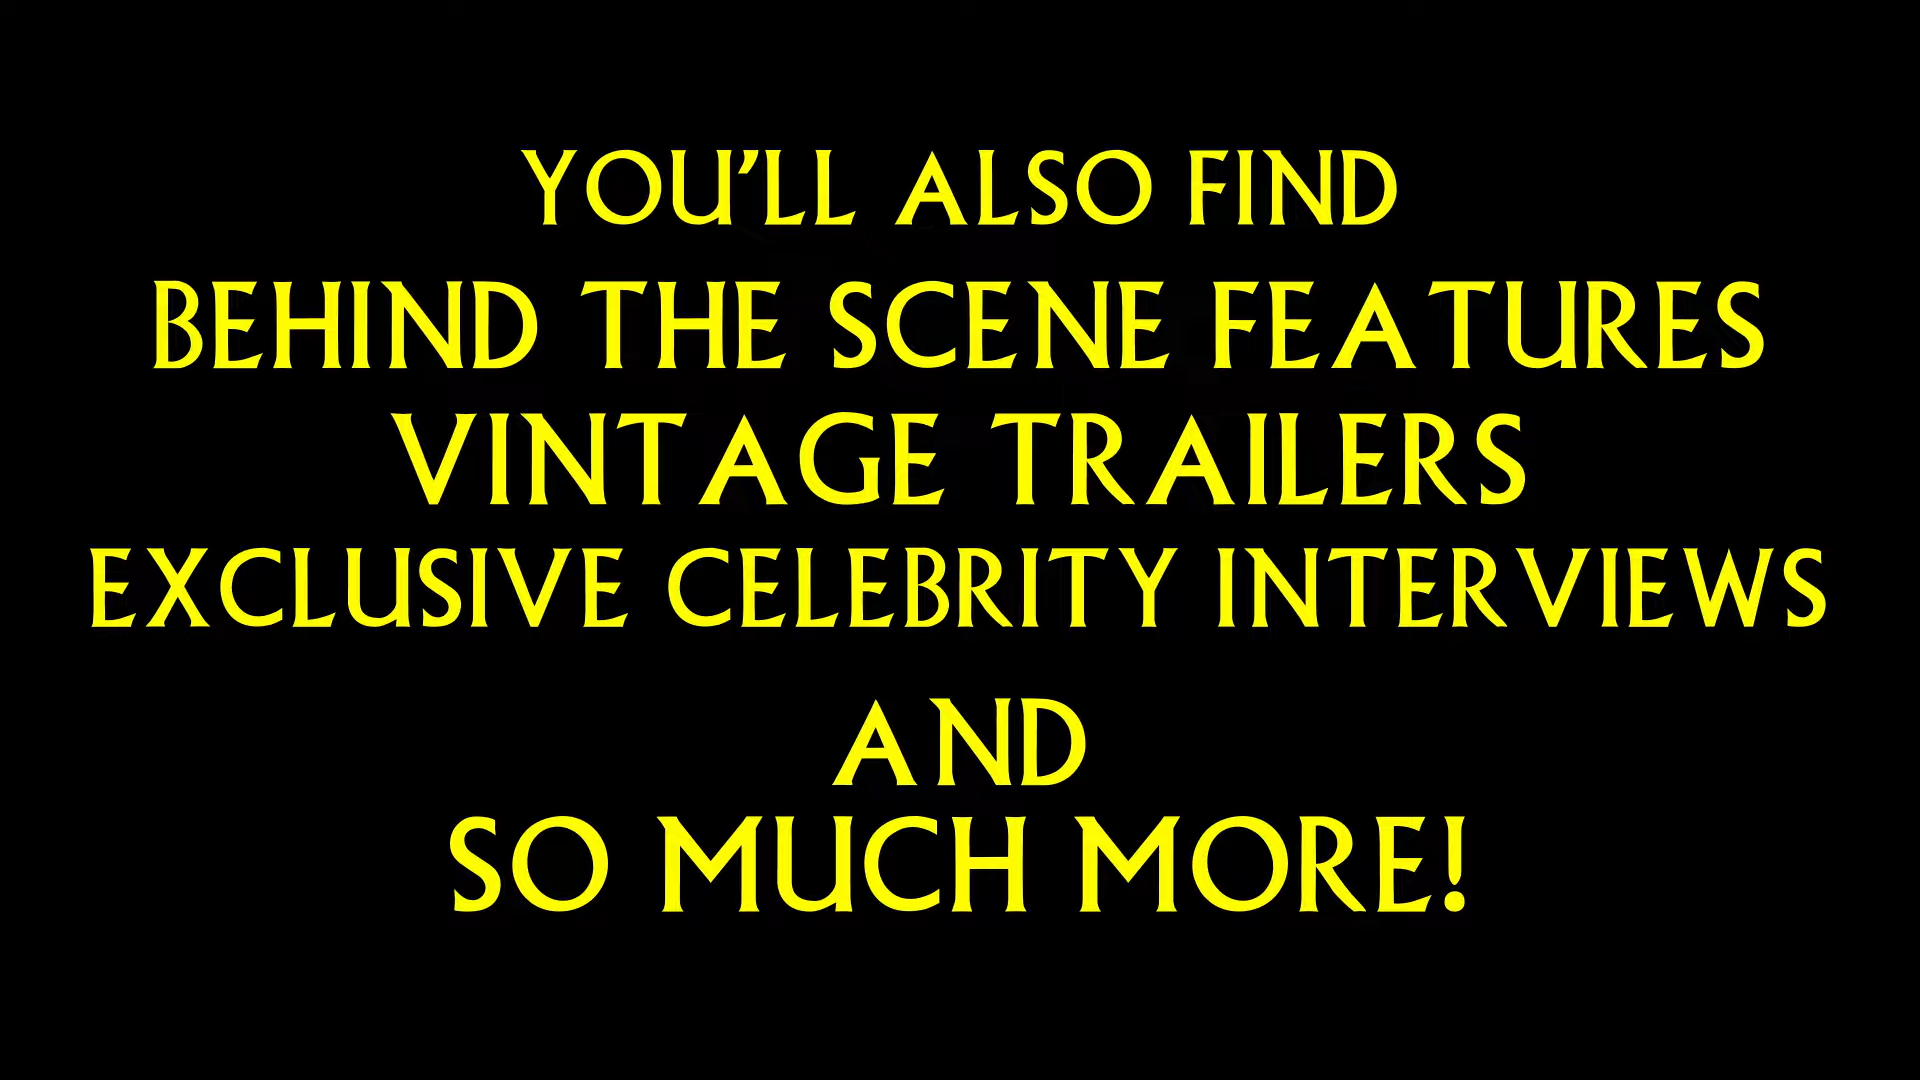 YOU'LL ALSO FIND
BEHIND THE SCENE FEATURES
VINTAGE TRAILERS
EXCLUSIVE CELEBRITY INTERVIEWS
AND
SO MUCH MORE!